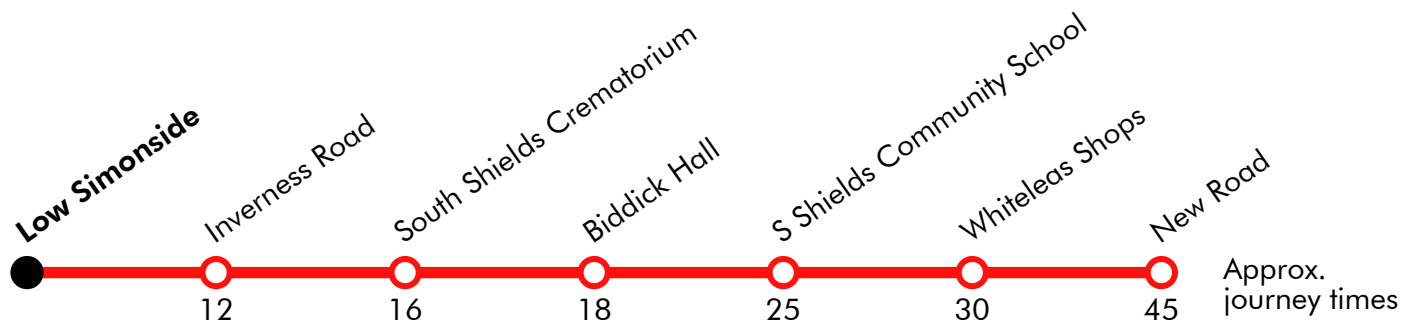 Low Simonside
Inverness Road
South Shields Crematorium
Biddick Hall
S Shields Community School
Whiteleas Shops
New Road
12
16
18
25
30
45
Approx.
journey times